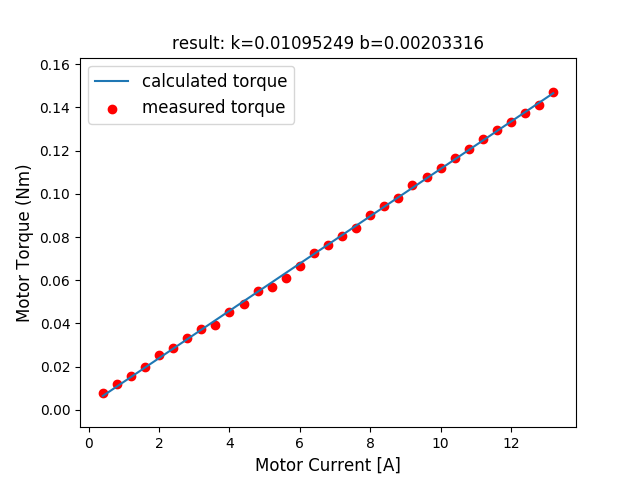 result: k=0.01095249 b=0.00203316
calculated torque
measured torque
Motor Torque (Nm)
0.16
0.14
0.12
0.10
0.08
0.06
0.04
0.02
0.00
0 2 4 6 8 10 12
Motor Current [A]